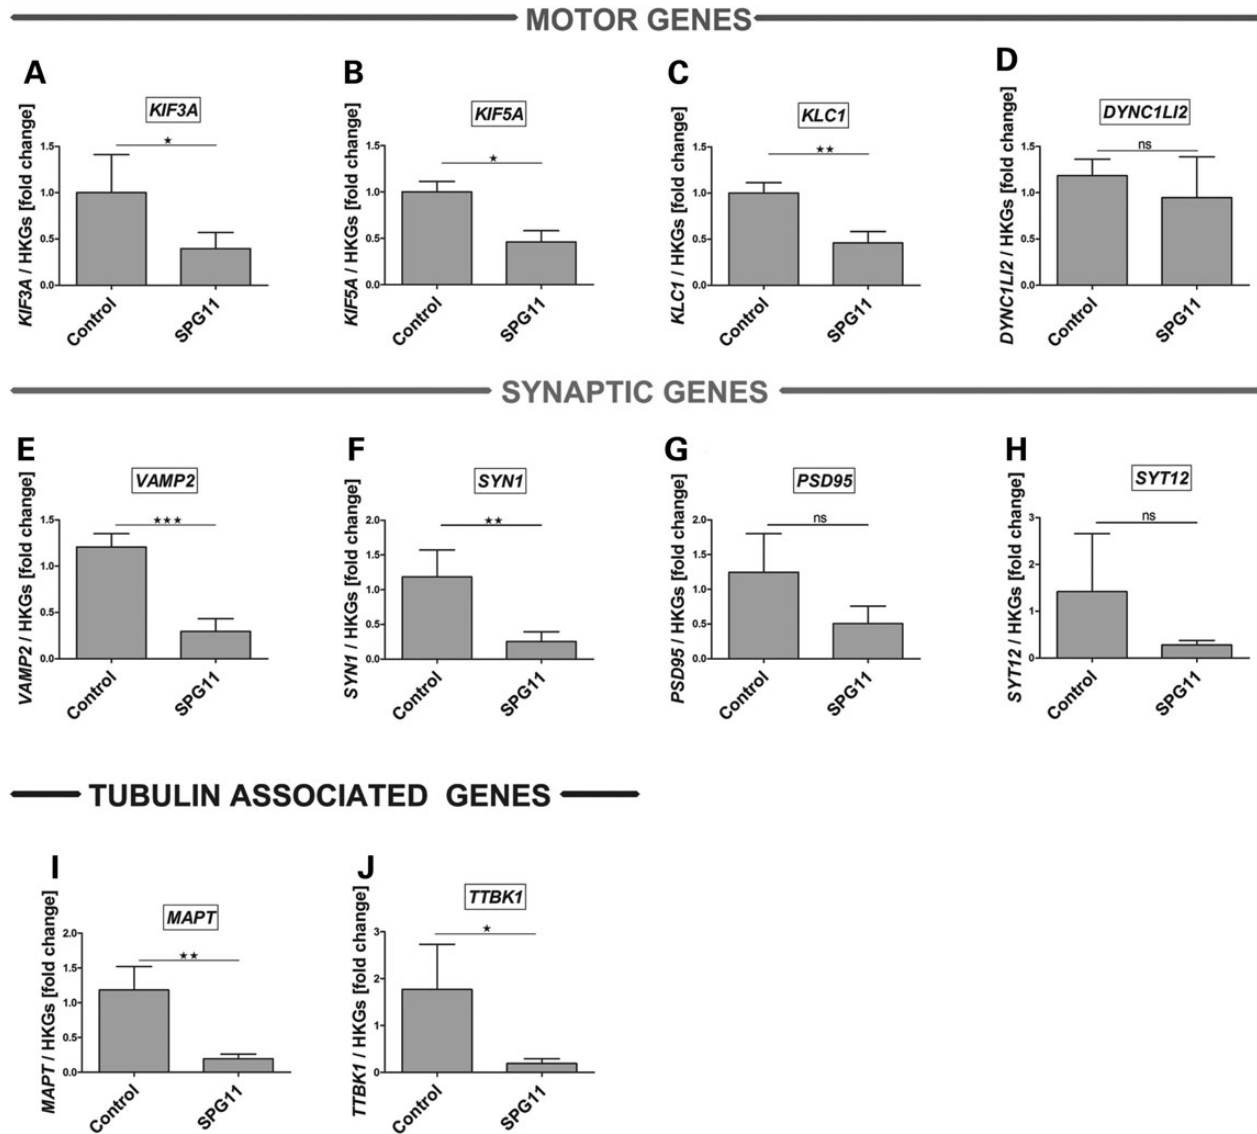 MOTOR GENES
A
KIF3A
KIF3A / HKGs [fold change]
1.5
1.0
0.5
0.0
★
Control
SPG11
B
KIF5A
KIF5A / HKGs [fold change]
1.5
1.0
0.5
0.0
★
Control
SPG11
C
KLC1
KLC1 / HKGs [fold change]
1.5
1.0
0.5
0.0
★★
Control
SPG11
D
DYNC1LI2
DYNC1LI2 / HKGs [fold change]
1.5
1.0
0.5
0.0
ns
Control
SPG11
SYNAPTIC GENES
E
VAMP2
VAMP2 / HKGs [fold change]
1.5
1.0
0.5
0.0
★★★
Control
SPG11
F
SYN1
SYN1 / HKGs [fold change]
2.0
1.5
1.0
0.5
0.0
★★
Control
SPG11
G
PSD95
PSD95 / HKGs [fold change]
2.0
1.5
1.0
0.5
0.0
ns
Control
SPG11
H
SYT12
SYT12 / HKGs [fold change]
3
2
1
0
ns
Control
SPG11
TUBULIN ASSOCIATED GENES
I
MAPT
MAPT / HKGs [fold change]
2.0
1.5
1.0
0.5
0.0
★★
Control
SPG11
J
TTBK1
TTBK1 / HKGs [fold change]
3
2
1
0
★
Control
SPG11